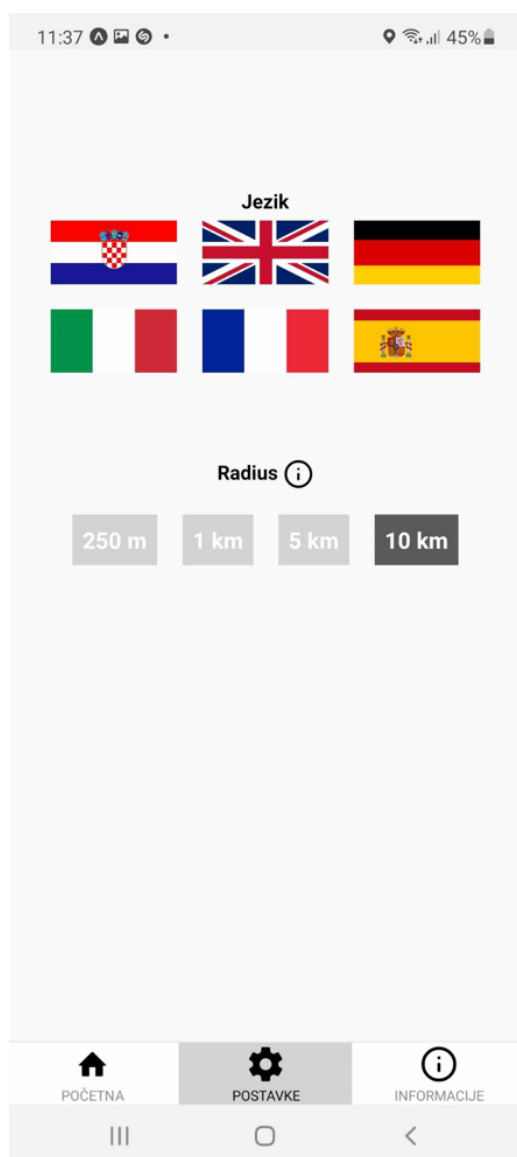 11:37 45%
Jezik
Radius
250 m 1 km 5 km 10 km
POČETNA POSTAVKE INFORMACIJE